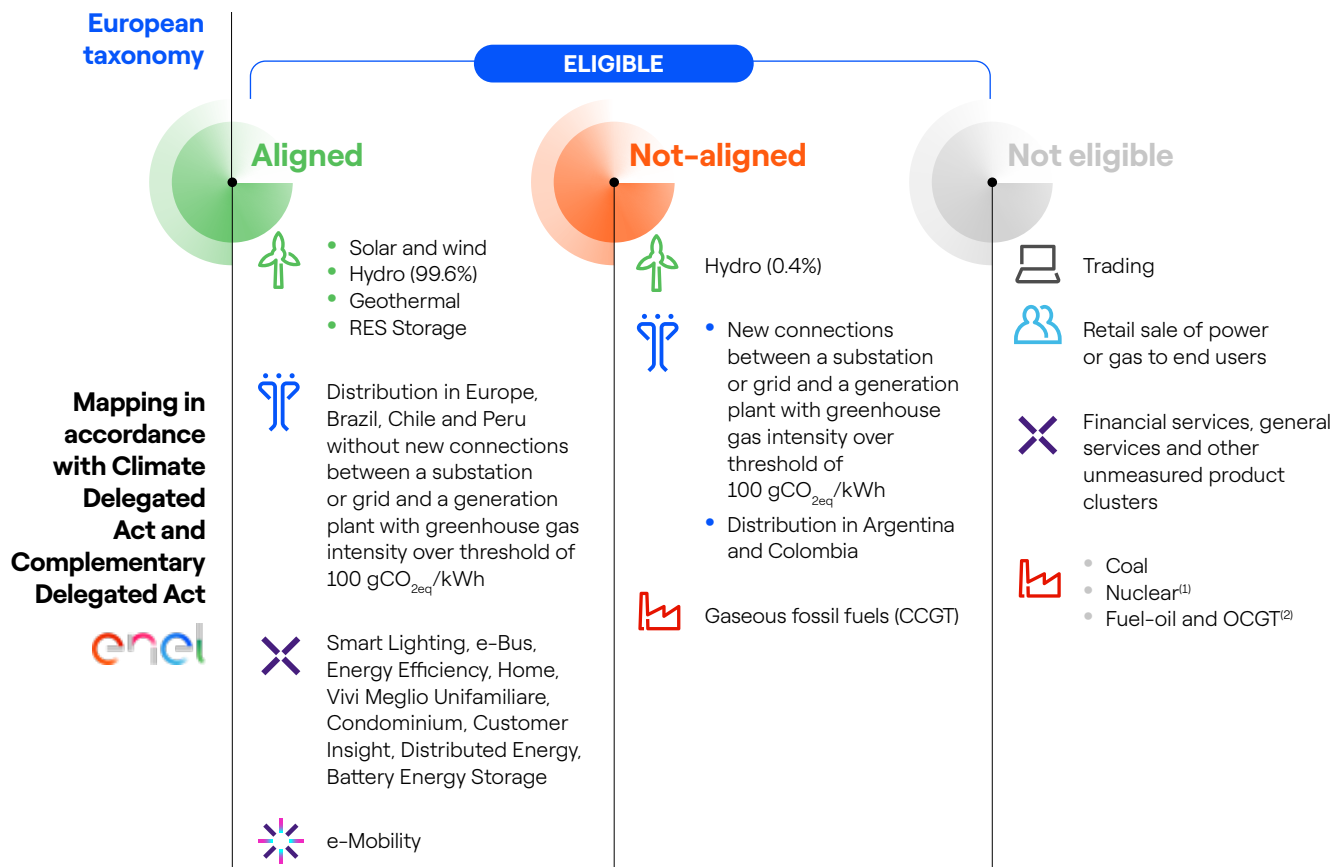 European
taxonomy
ELIGIBLE
Aligned
Not-aligned
Not eligible
Mapping in
accordance
with Climate
Delegated
Act and
Complementary
Delegated Act
enel
• Solar and wind
• Hydro (99.6%)
• Geothermal
• RES Storage
Distribution in Europe,
Brazil, Chile and Peru
without new connections
between a substation
or grid and a generation
plant with greenhouse gas
intensity over threshold of
100 gCO2eq/kWh
Smart Lighting, e-Bus,
Energy Efficiency, Home,
Vivi Meglio Unifamiliare,
Condominium, Customer
Insight, Distributed Energy,
Battery Energy Storage
e-Mobility
Hydro (0.4%)
• New connections
between a substation
or grid and a generation
plant with greenhouse
gas intensity over
threshold of
100 gCO2eq/kWh
• Distribution in Argentina
and Colombia
Gaseous fossil fuels (CCGT)
Trading
Retail sale of power
or gas to end users
Financial services, general
services and other
unmeasured product
clusters
• Coal
• Nuclear(1)
• Fuel-oil and OCGT(2)